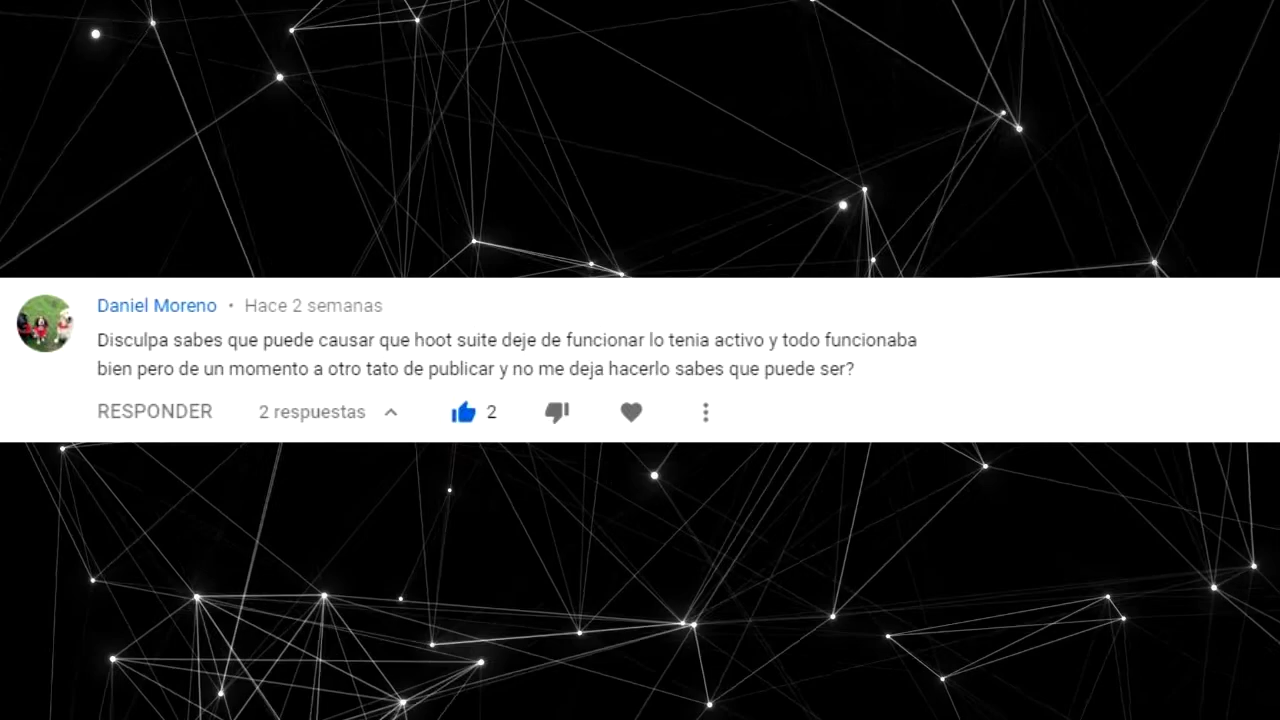 Daniel Moreno • Hace 2 semanas
Disculpa sabes que puede causar que hoot suite deje de funcionar lo tenia activo y todo funcionaba
bien pero de un momento a otro tato de publicar y no me deja hacerlo sabes que puede ser?
RESPONDER 2 respuestas 2